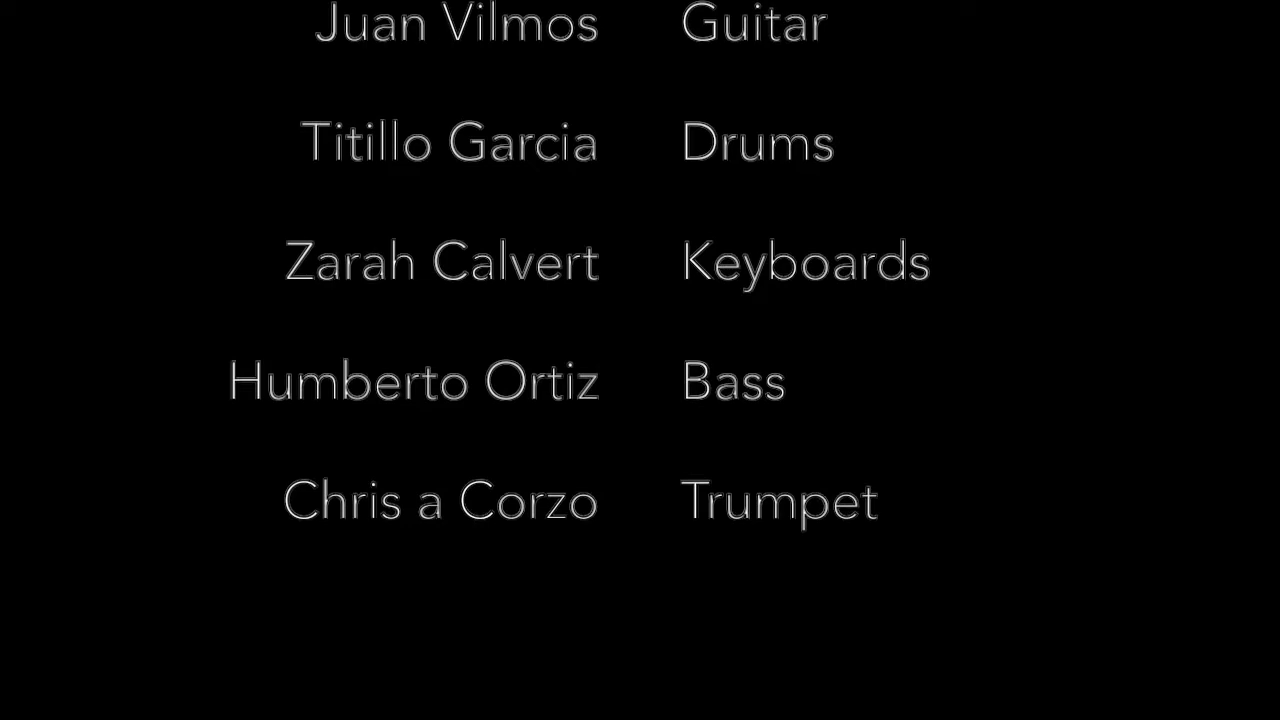 Juan Vilmos Guitar
Titillo Garcia Drums
Zarah Calvert Keyboards
Humberto Ortiz Bass
Chris a Corzo Trumpet